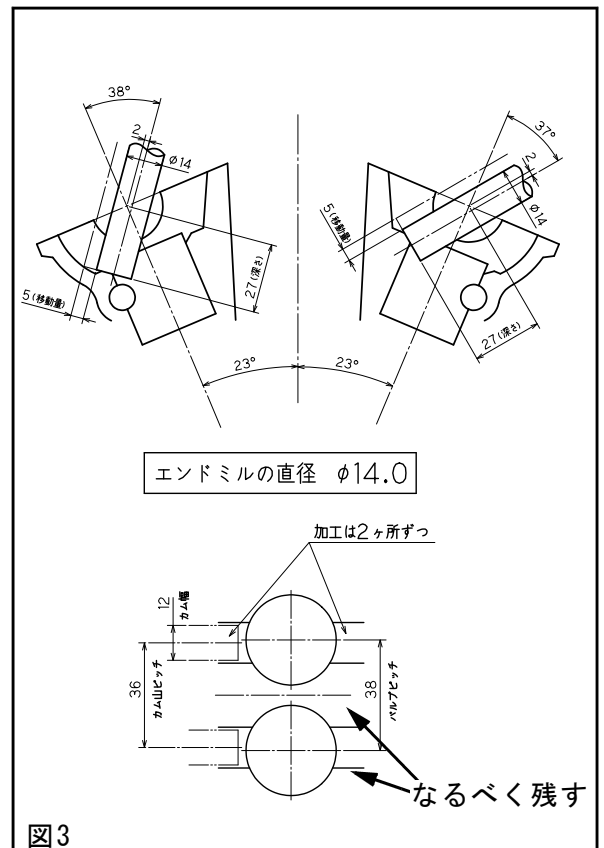 38°
2
φ14
5(移動量)
27(深さ)
37°
2
φ14
5(移動量)
27(深さ)
23°
23°
エンドミルの直径 φ14.0
加工は2ヶ所ずつ
12
カム幅
36
カム山ピッチ
38
バルブピッチ
なるべく残す
図3